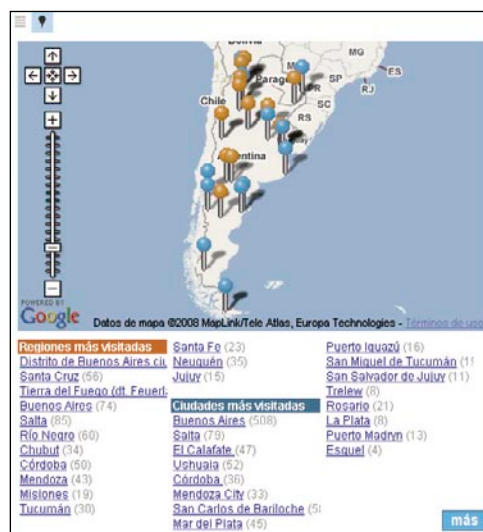 Bolivia
MG
Paraguay
SP
ES
PR
RJ
Chile
SC
RS
Argentina
POWERED BY
Google
Datos de mapa ©2008 MapLink/Tele Atlas, Europa Technologies - Términos de uso
Regiones más visitadas
Distrito de Buenos Aires ciu
Santa Cruz (56)
Tierra del Fuego (dt. Feuerla
Buenos Aires (74)
Salta (85)
Río Negro (60)
Chubut (34)
Córdoba (50)
Mendoza (43)
Misiones (19)
Tucumán (30)
Santa Fe (23)
Neuquén (35)
Jujuy (15)
Ciudades más visitadas
Buenos Aires (508)
Salta (79)
El Calafate (47)
Ushuaia (52)
Córdoba (36)
Mendoza City (33)
San Carlos de Bariloche (5
Mar del Plata (45)
Puerto Iguazú (16)
San Miguel de Tucumán (1
San Salvador de Jujuy (11)
Trelew (8)
Rosario (21)
La Plata (8)
Puerto Madryn (13)
Esquel (4)
más